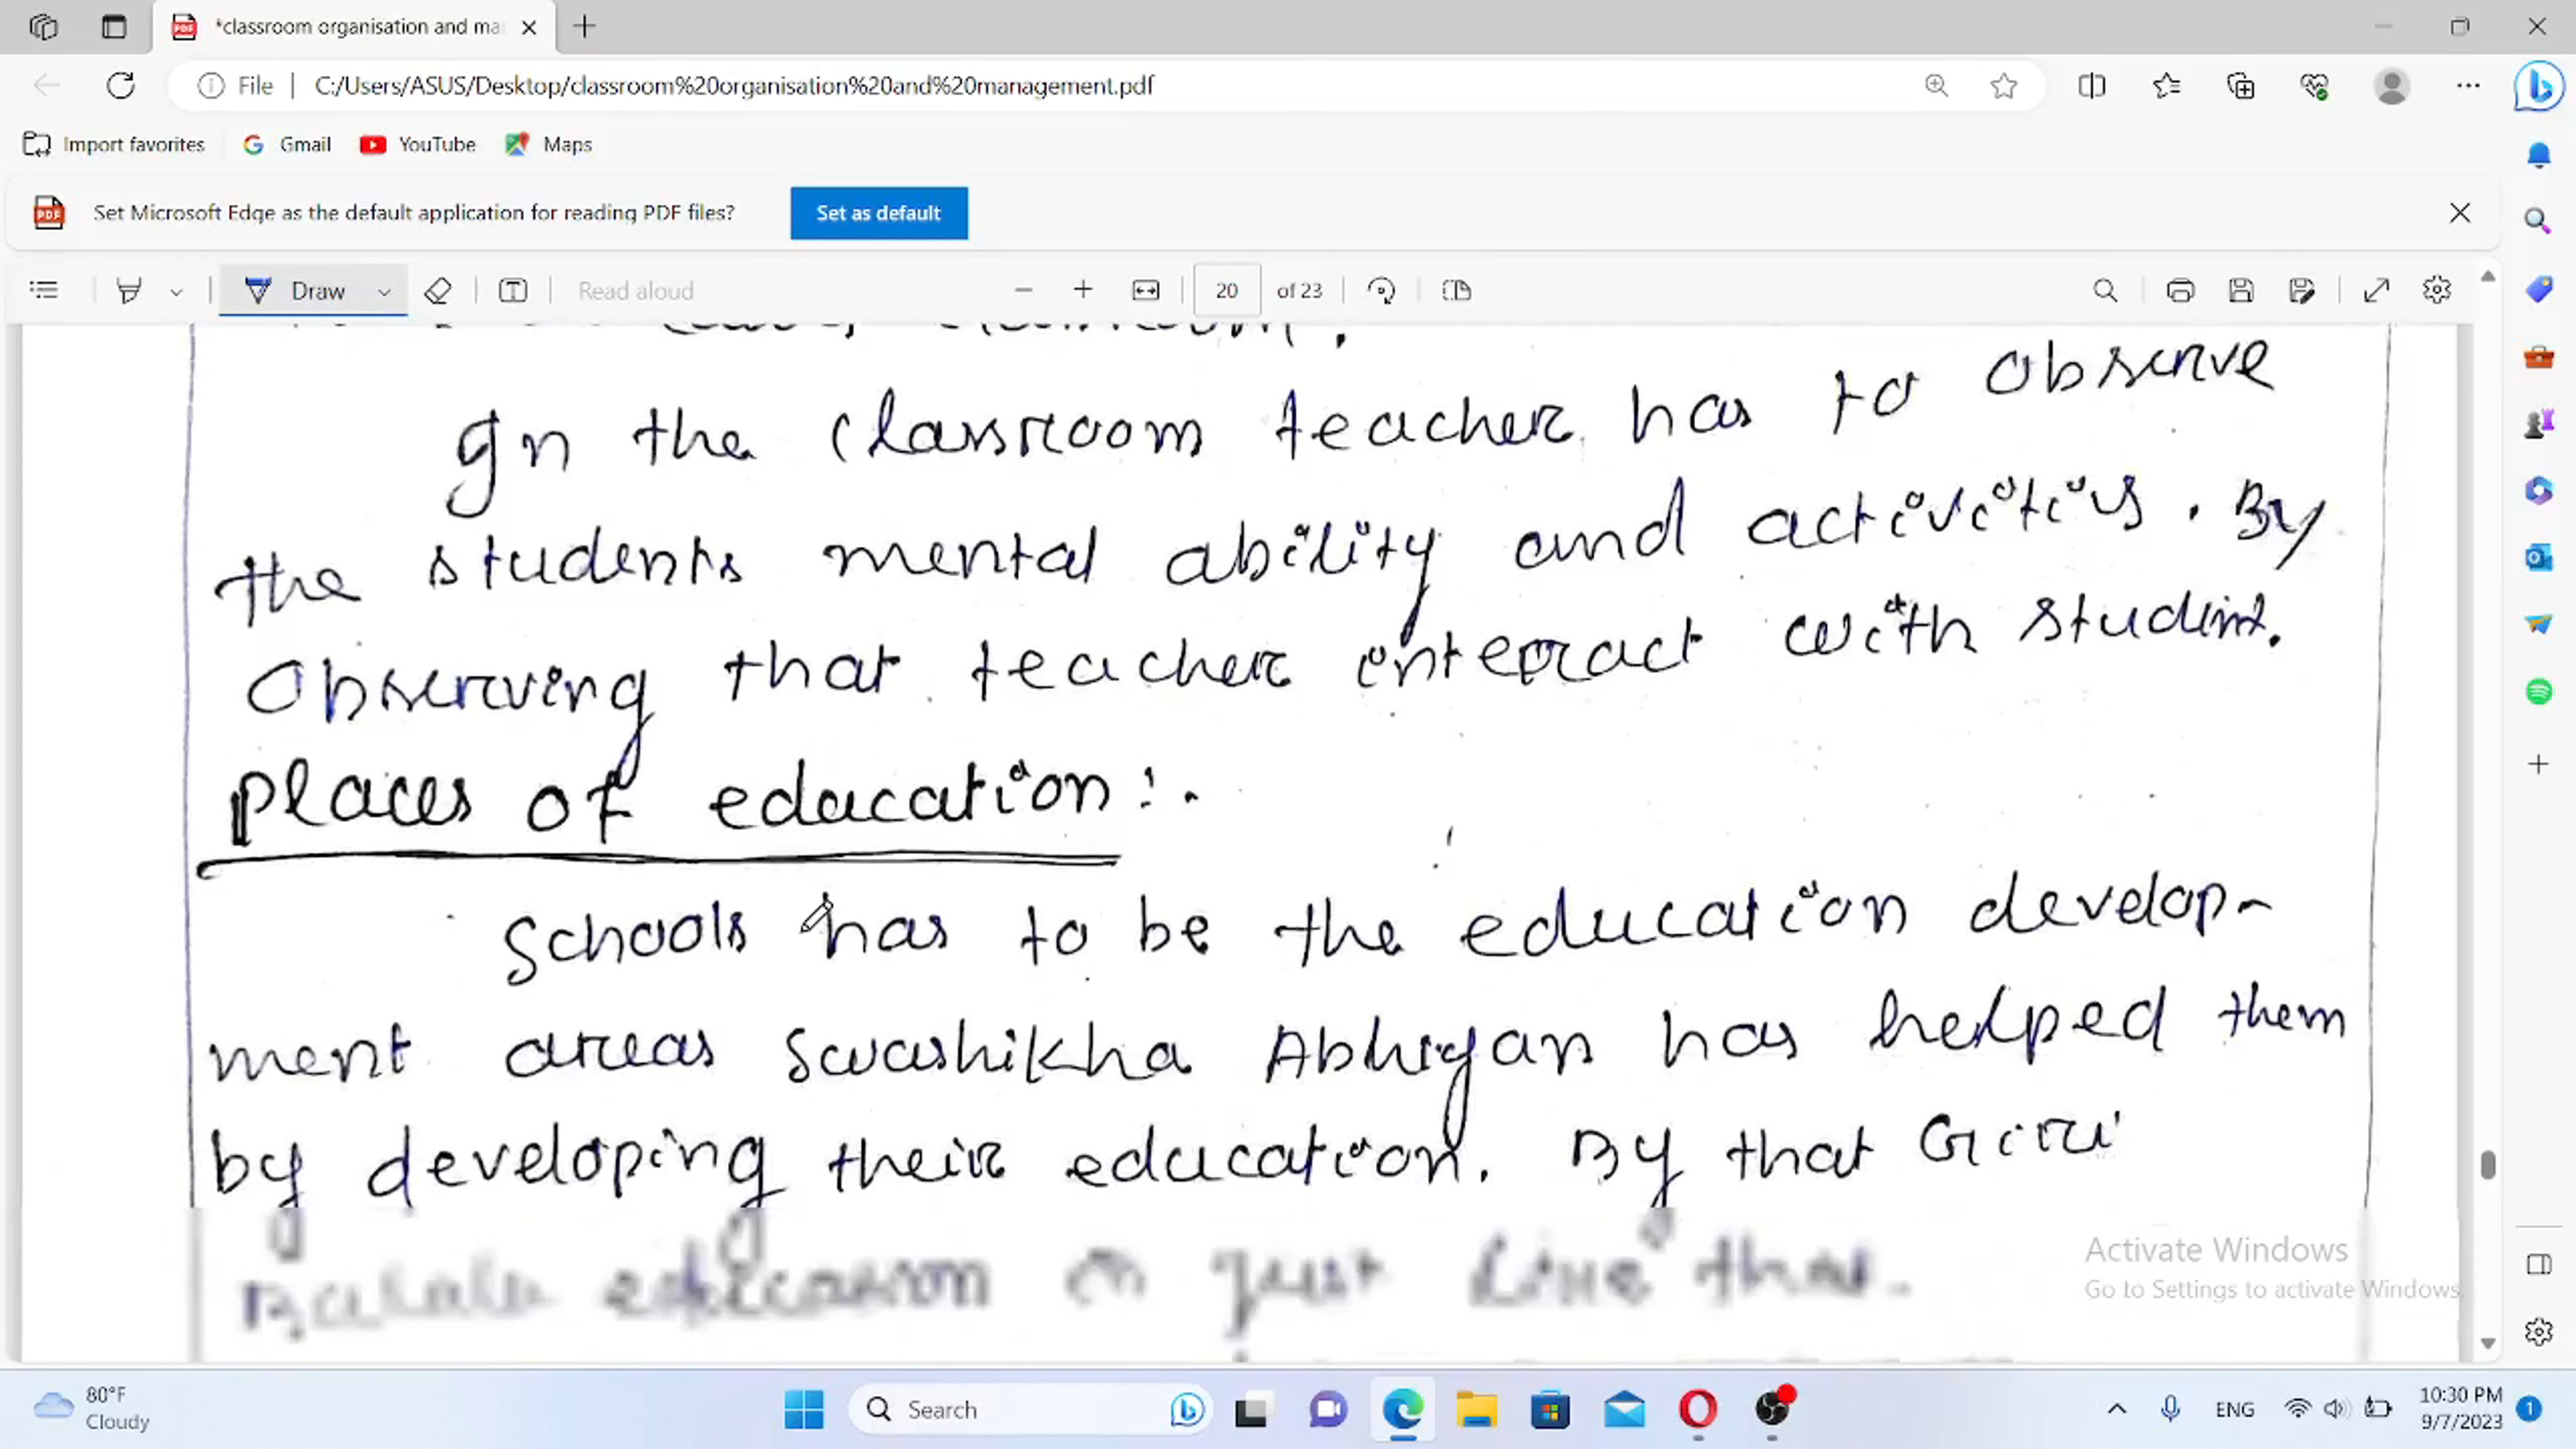 *classroom organisation and ma
File | C:/Users/ASUS/Desktop/classroom%20organisation%20and%20management.pdf
Import favorites Gmail YouTube Maps
Set Microsoft Edge as the default application for reading PDF files? Set as default
Draw Read aloud 20 of 23
In the classroom teacher has to observe
the students mental ability and activities. By
Observing that teacher interact with student.
places of education :.
Schools has to be the education develop-
ment areas Swashikha Abhiyan has helped them
by developing their education. By that
education just that.
Activate Windows
Go to Settings to activate Windows.
80°F
Cloudy
Search
ENG
10:30 PM
9/7/2023
1